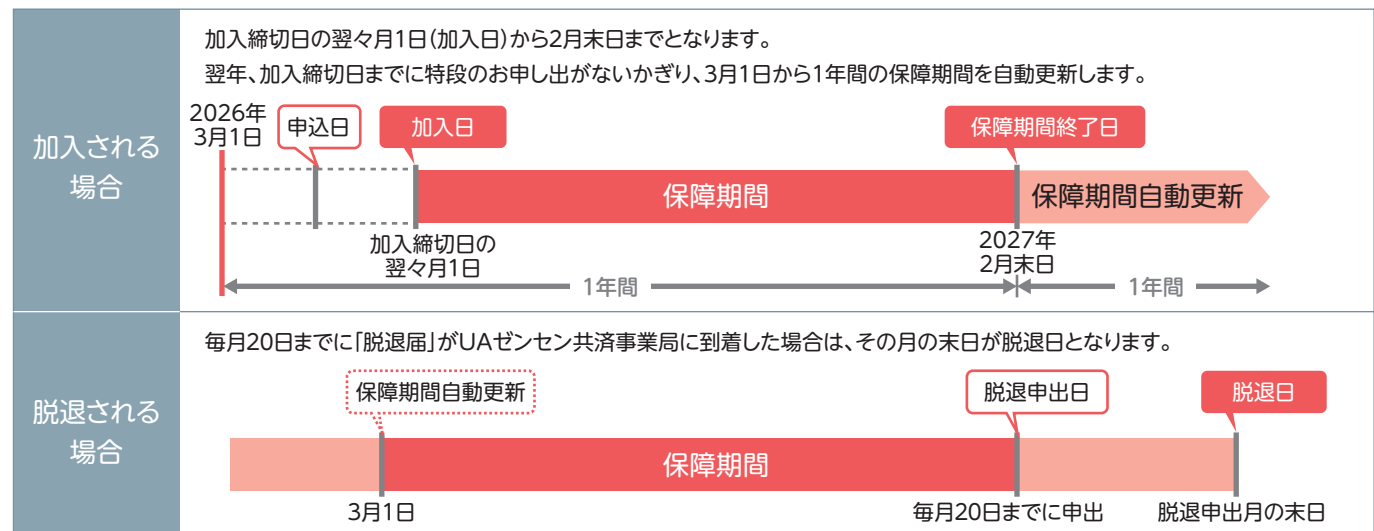 加入される
場合
加入締切日の翌々月1日(加入日)から2月末日までとなります。
翌年、加入締切日までに特段のお申し出がないかぎり、3月1日から1年間の保障期間を自動更新します。
2026年
3月1日
申込日
加入日
保障期間終了日
保障期間
保障期間自動更新
加入締切日の
翌々月1日
2027年
2月末日
1年間
1年間
脱退される
場合
毎月20日までに「脱退届」がUAゼンセン共済事業局に到着した場合は、その月の末日が脱退日となります。
保障期間自動更新
脱退申出日
脱退日
保障期間
3月1日
毎月20日までに申出
脱退申出月の末日